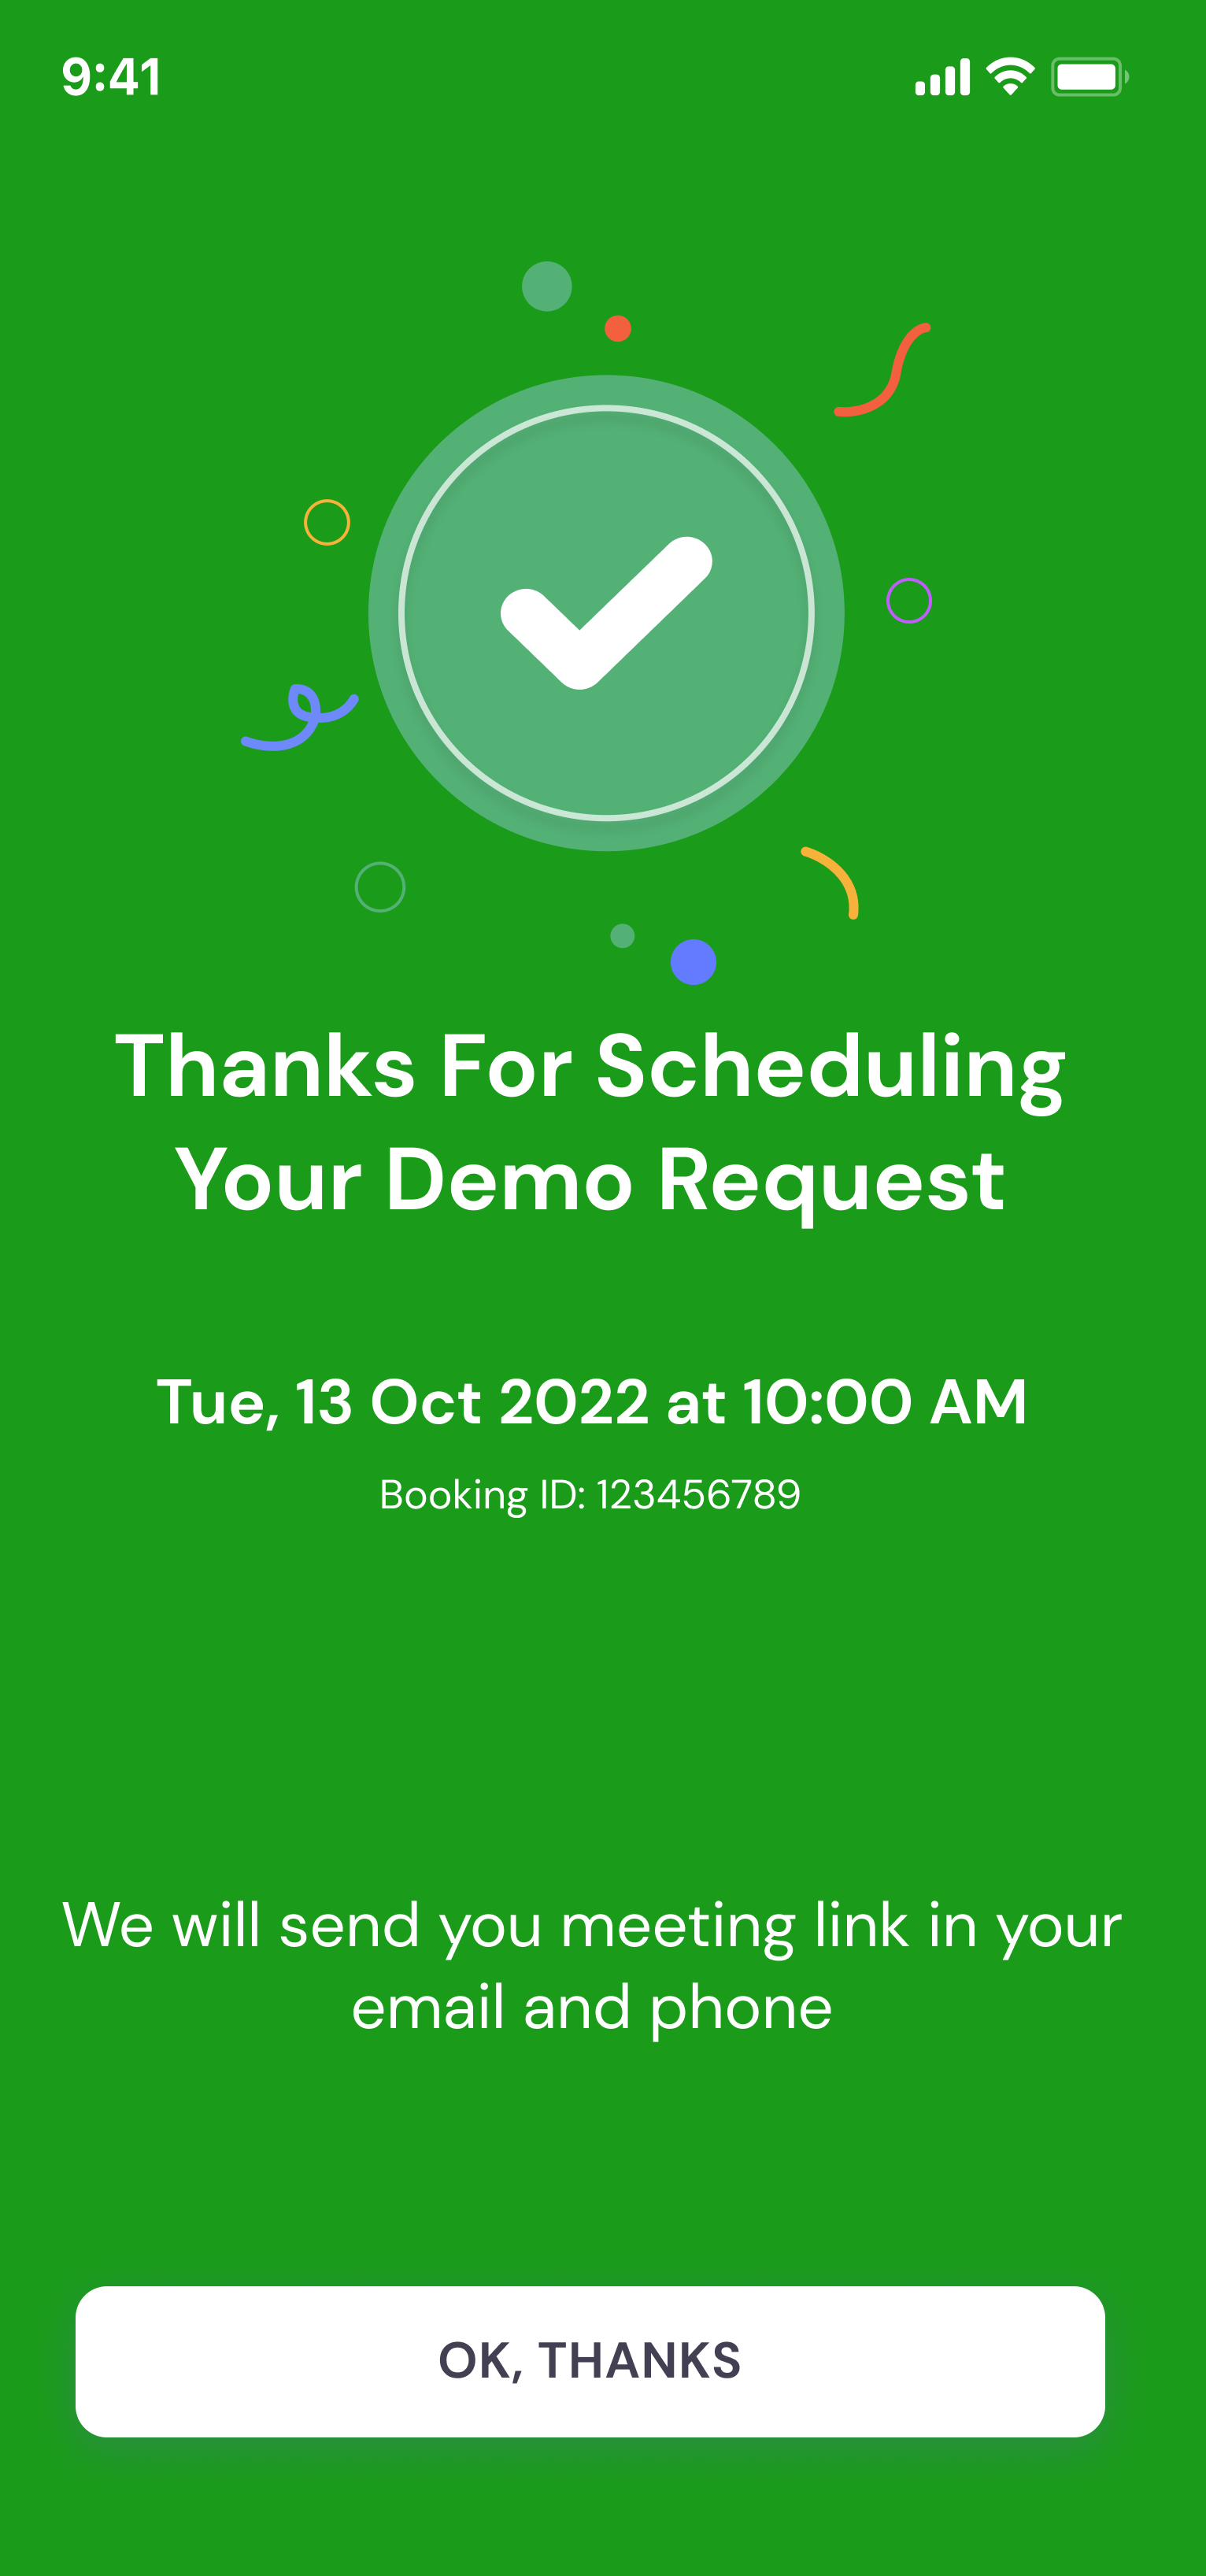 9:41
Thanks For Scheduling
Your Demo Request
Tue, 13 Oct 2022 at 10:00 AM
Booking ID: 123456789
We will send you meeting link in your
email and phone
OK, THANKS